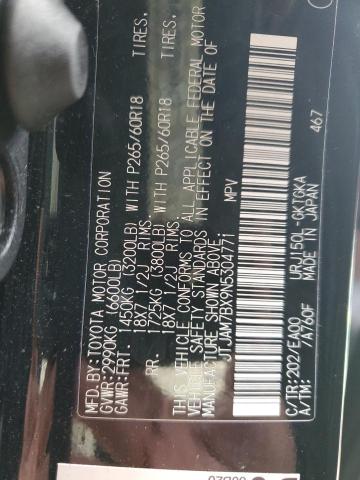 MFD.BY:TOYOTA MOTOR CORPORATION
GVWR:2990KG (6600LB)
GAWR:FRT. 1450KG (3200LB) WITH P265/60R18 TIRES.
18X7 1/2J RIMS.
RR. 1725KG (3800LB) WITH P265/60R18 TIRES.
18X7 1/2J RIMS.
THIS VEHICLE CONFORMS TO ALL APPLICABLE FEDERAL MOTOR
VEHICLE SAFETY STANDARDS IN EFFECT ON THE DATE OF
MANUFACTURE SHOWN ABOVE.
JTJAM7BX9N5304771 MPV
467
C/TR:202/EA00 URJ150L-GKTGKA
A/TM: /A760F MADE IN JAPAN